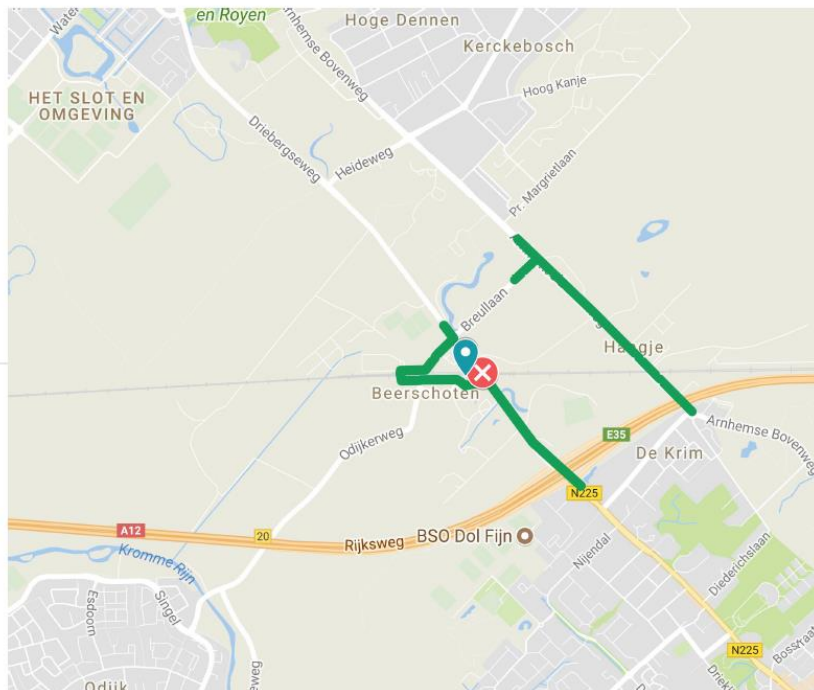 en Royen
Hoge Dennen
Kerckebosch
Arnhemse Bovenweg
Hoog Kanje
HET SLOT EN
OMGEVING
Driebergseweg
Heideweg
Pr. Margrietlaan
Breullaan
Haagje
Beerschoten
Odijkerweg
E35
De Krim
Arnhemse Bovenweg
N225
A12
20
Rijksweg
BSO Dol Fijn
Kromme Rijn
Nijendal
Diederichslaan
Esdoorn
Singel
N225
Odijk